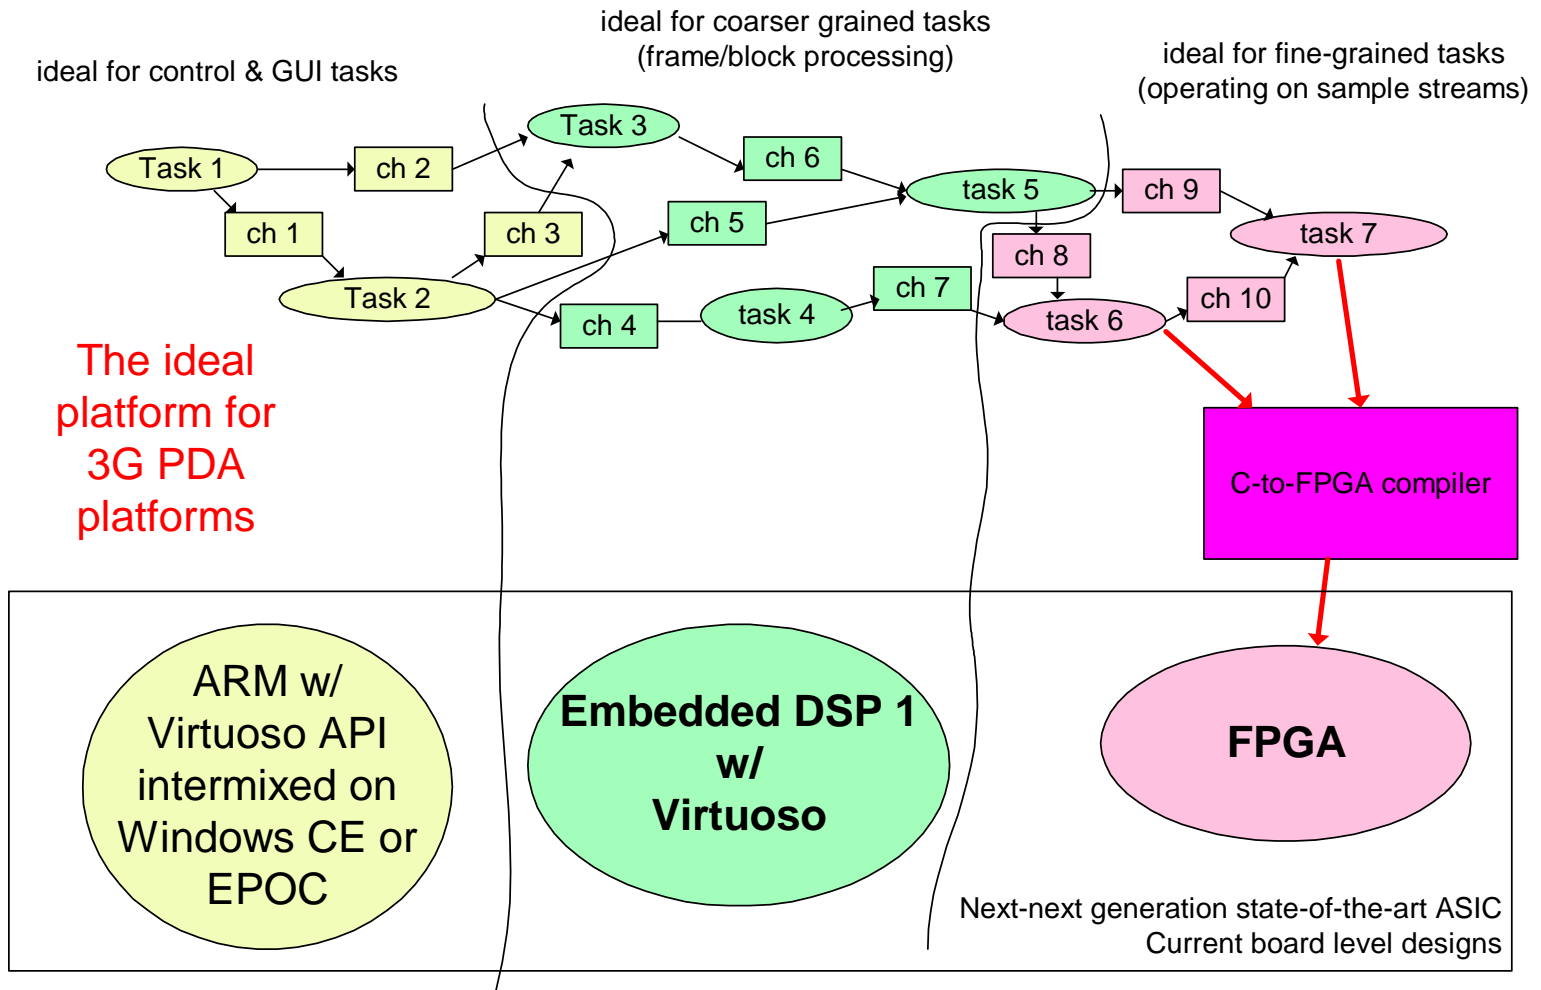 ideal for coarser grained tasks
(frame/block processing)
ideal for fine-grained tasks
(operating on sample streams)
ideal for control & GUI tasks
Task 3
Task 1
ch 2
ch 6
task 5
ch 9
ch 1
ch 3
ch 5
task 7
ch 8
Task 2
ch 4
task 4
ch 7
task 6
ch 10
The ideal
platform for
3G PDA
platforms
C-to-FPGA compiler
ARM w/
Virtuoso API
intermixed on
Windows CE or
EPOC
Embedded DSP 1
w/
Virtuoso
FPGA
Next-next generation state-of-the-art ASIC
Current board level designs